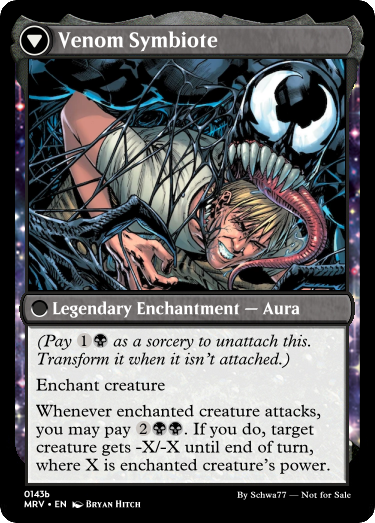 Venom Symbiote
Legendary Enchantment — Aura
(Pay 1 as a sorcery to unattach this.
Transform it when it isn't attached.)
Enchant creature
Whenever enchanted creature attacks,
you may pay 2. If you do, target
creature gets -X/-X until end of turn,
where X is enchanted creature's power.
0143b
MRV • EN Bryan Hitch
By Schwa77 — Not for Sale